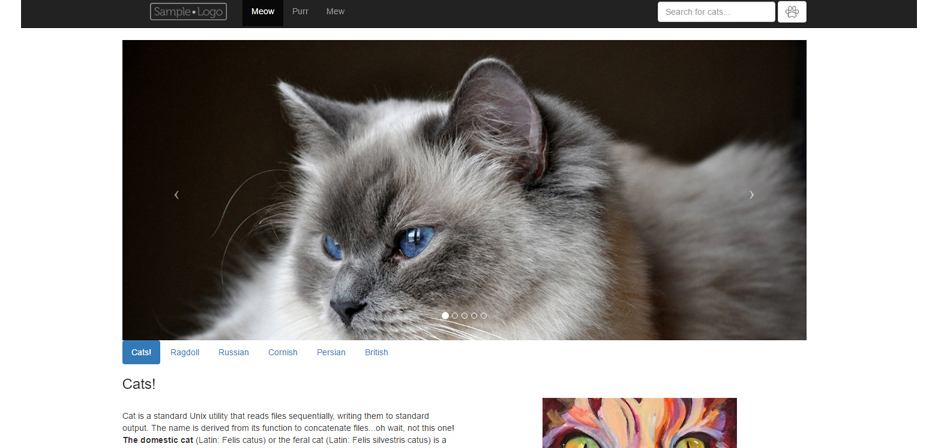 Sample•Logo Meow Purr Mew Search for cats...
Cats! Ragdoll Russian Cornish Persian British
Cats!
Cat is a standard Unix utility that reads files sequentially, writing them to standard
output. The name is derived from its function to concatenate files...oh wait, not this one!
The domestic cat (Latin: Felis catus) or the feral cat (Latin: Felis silvestris catus) is a